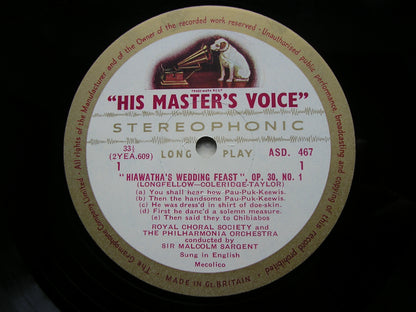 All rights of the Manufacturer and of the Owner of the recorded work reserved · Unauthorised public performance, broadcasting and copying of this record prohibited
The Gramophone Company Limited.
TRADE MARK REGD
"HIS MASTER'S VOICE"
STEREOPHONIC
LONG PLAY
33⅓
(2YEA.609)
ASD. 467
1 1
"HIAWATHA'S WEDDING FEAST", OP. 30, NO. 1
(LONGFELLOW—COLERIDGE-TAYLOR)
(a) You shall hear how Pau-Puk-Keewis.
(b) Then the handsome Pau-Puk-Keewis.
(c) He was dress'd in shirt of doeskin.
(d) First he danc'd a solemn measure.
(e) Then said they to Chibiabos
ROYAL CHORAL SOCIETY and
THE PHILHARMONIA ORCHESTRA
conducted by
SIR MALCOLM SARGENT
Sung in English
Mecolico
MADE IN GT. BRITAIN